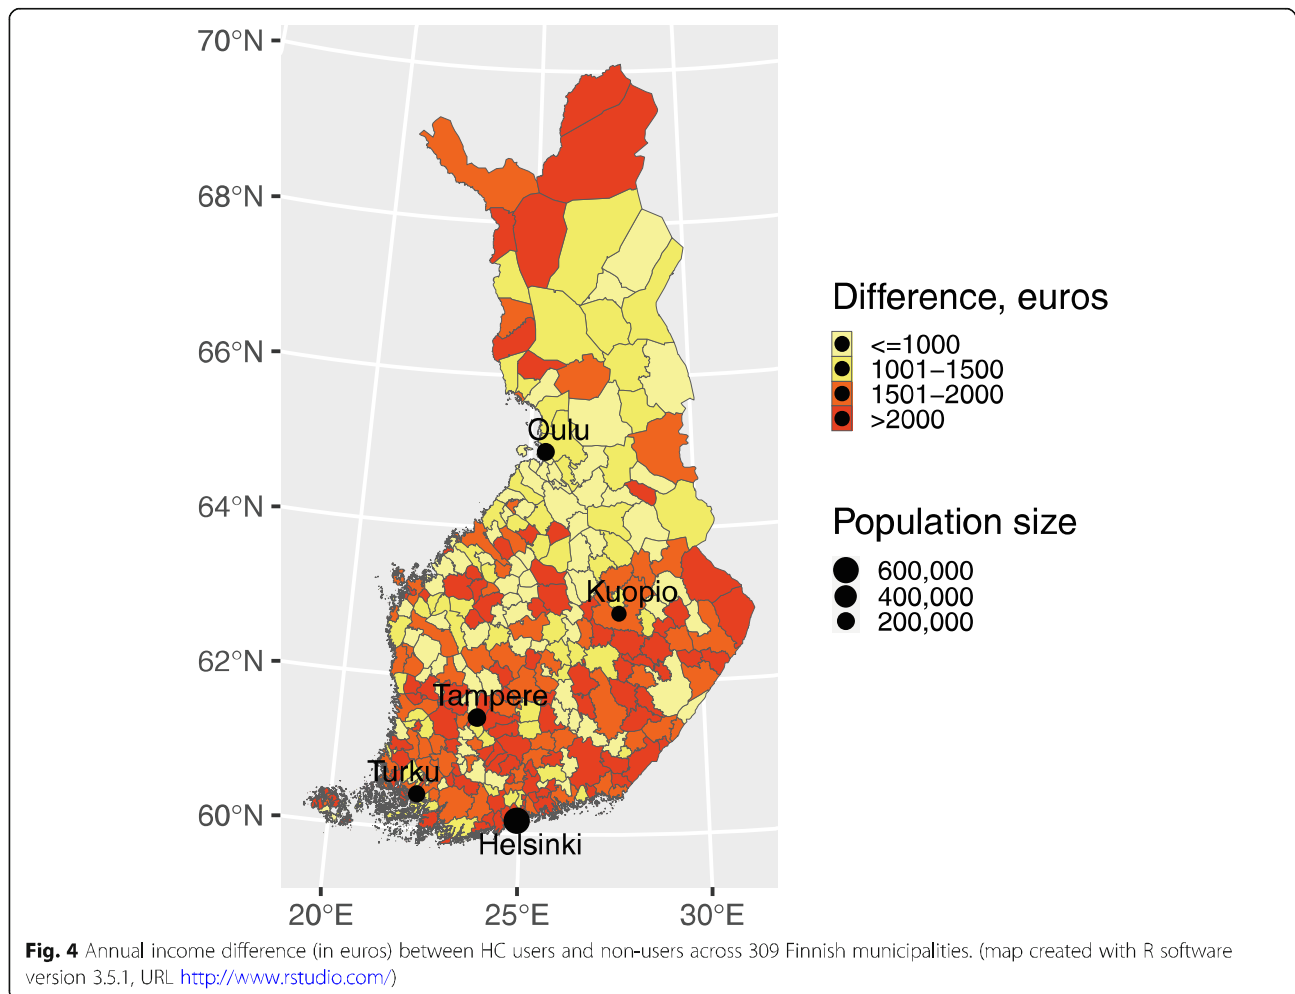 70°N
68°N
66°N
64°N
62°N
60°N
20°E
25°E
30°E
Oulu
Kuopio
Tampere
Turku
Helsinki
Difference, euros
<=1000
1001−1500
1501−2000
>2000
Population size
600,000
400,000
200,000
Fig. 4 Annual income difference (in euros) between HC users and non-users across 309 Finnish municipalities. (map created with R software
version 3.5.1, URL http://www.rstudio.com/)